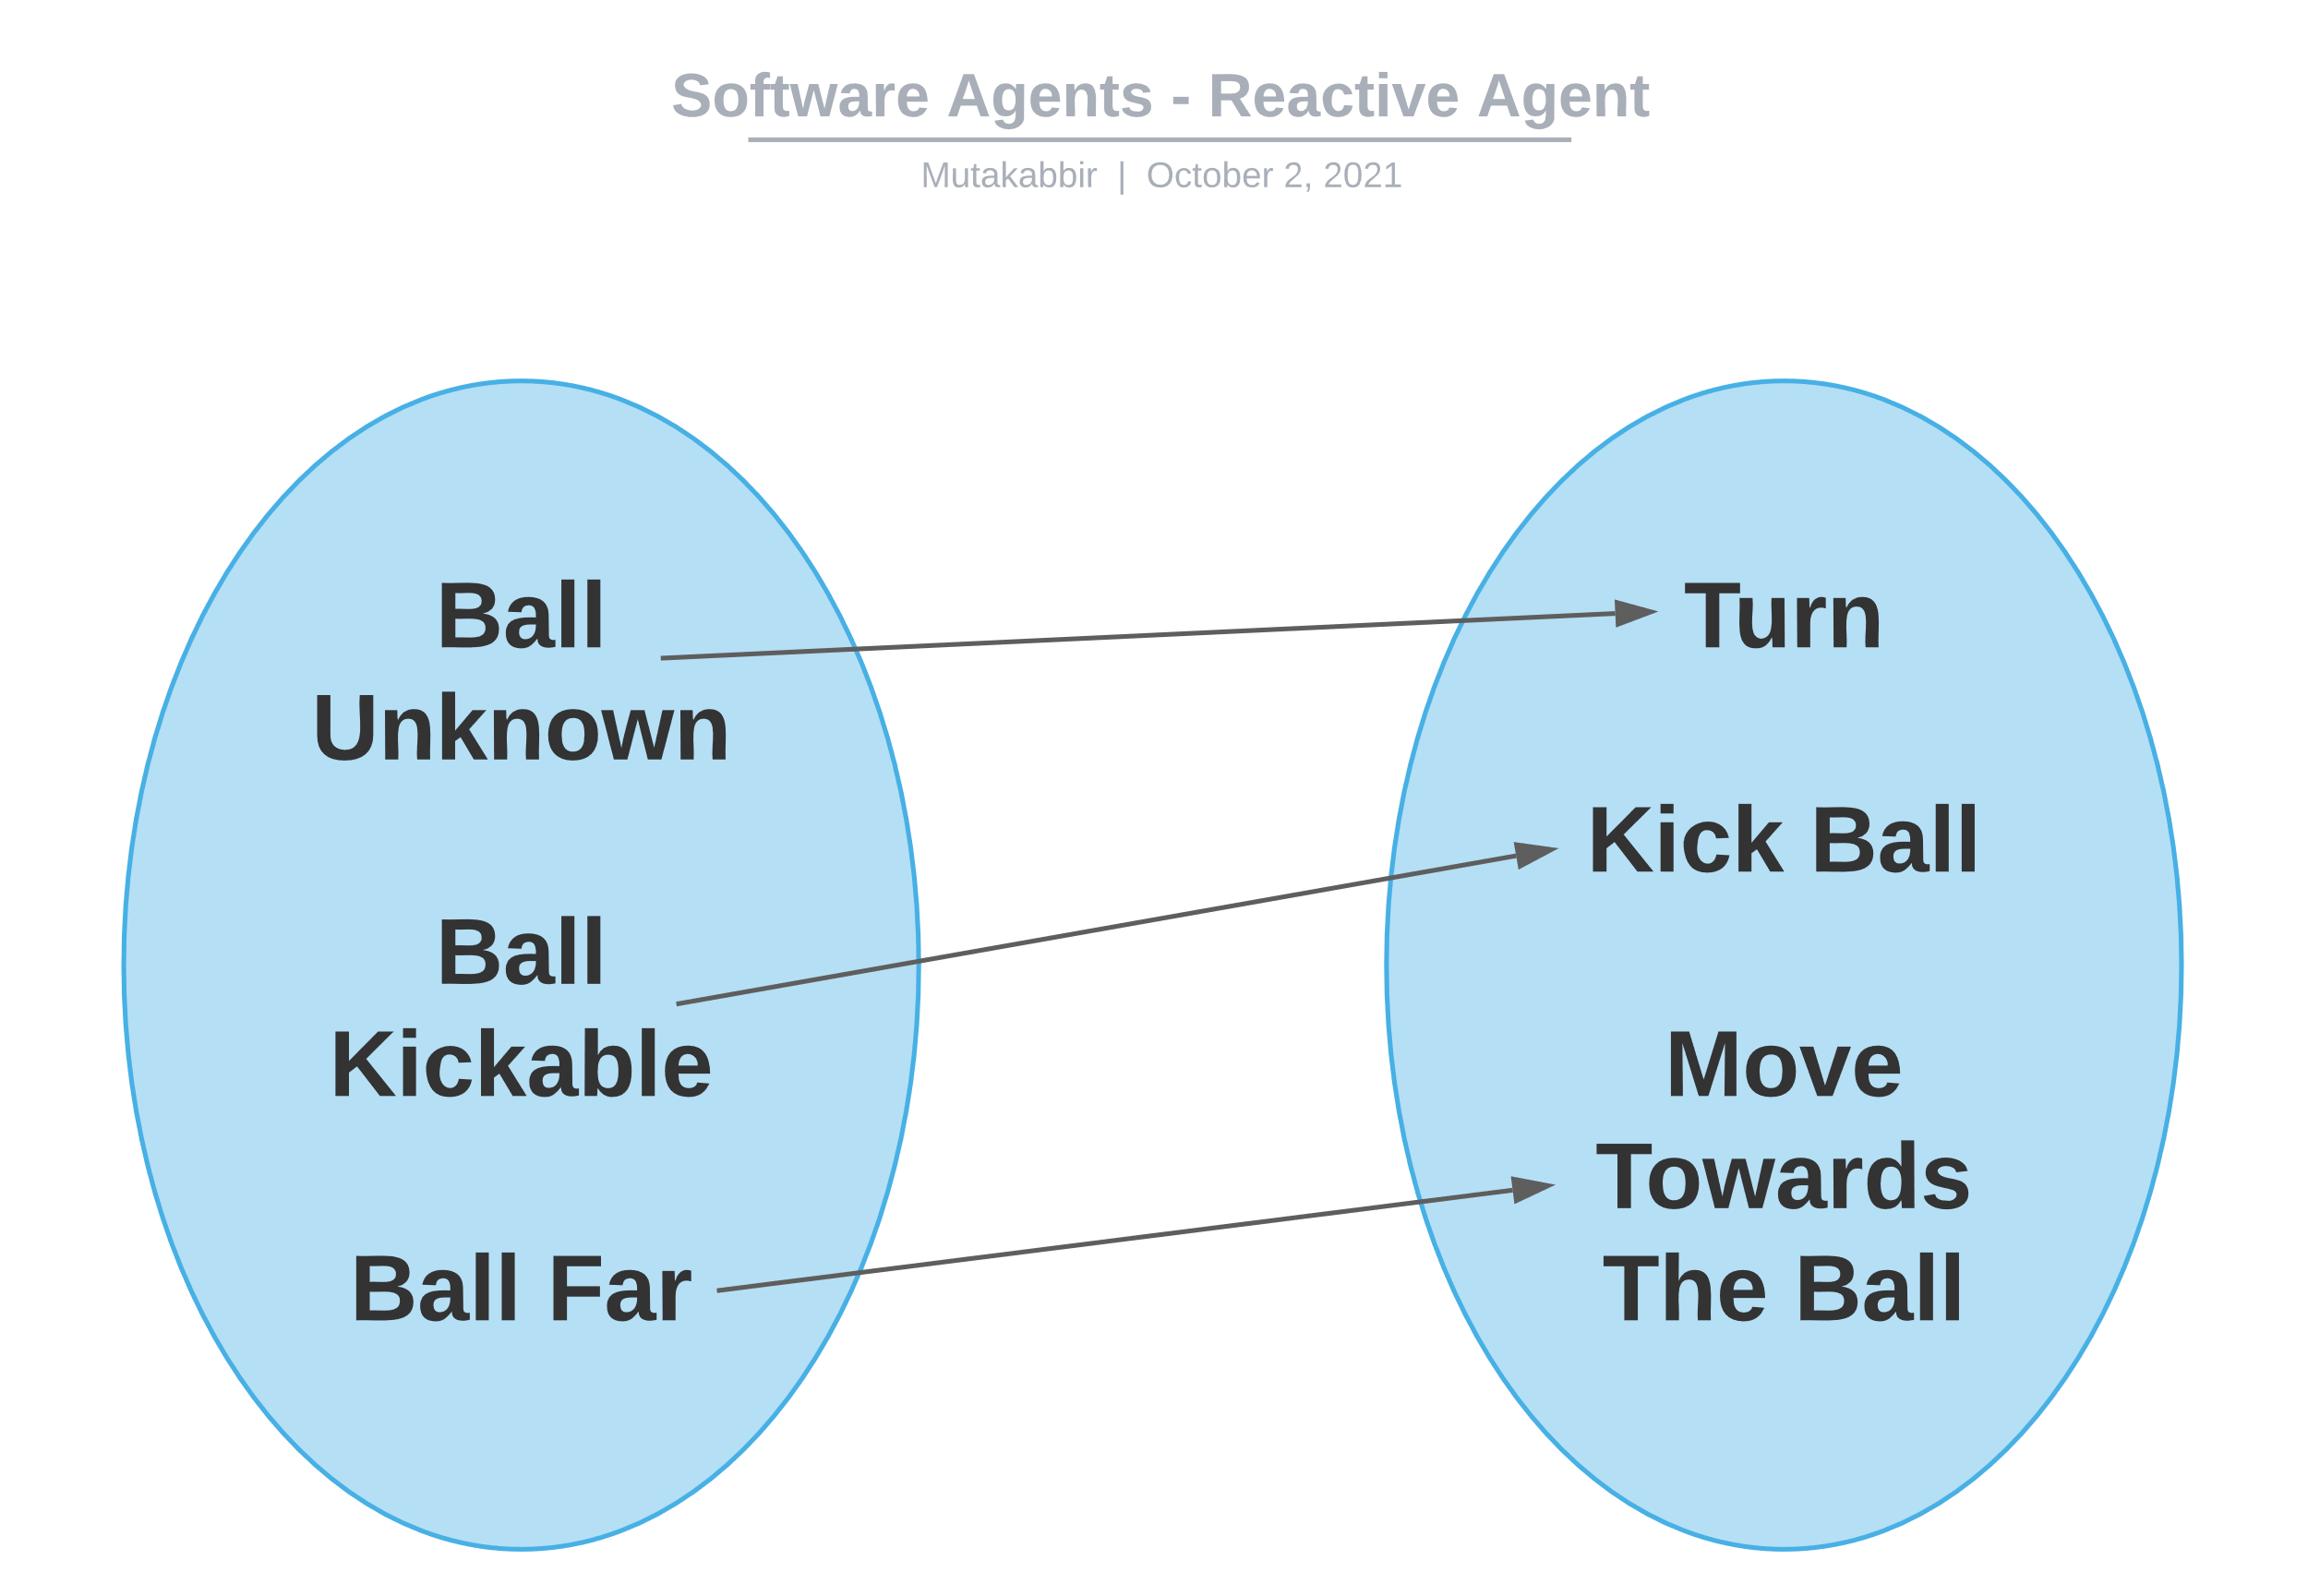 Software Agents - Reactive Agent
Mutakabbir | October 2, 2021
Ball
Unknown
Ball
Kickable
Ball Far
Turn
Kick Ball
Move
Towards
The Ball